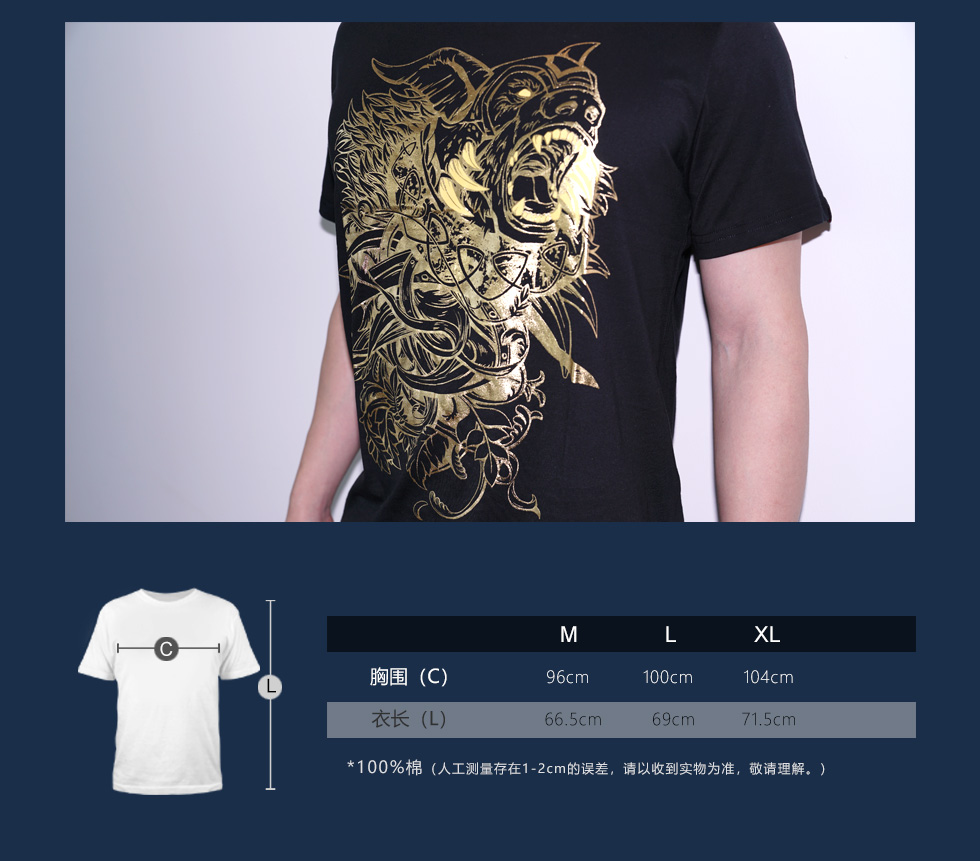 C
L
M L XL
胸围（C） 96cm 100cm 104cm
衣长（L） 66.5cm 69cm 71.5cm
*100%棉（人工测量存在1-2cm的误差，请以收到实物为准，敬请理解。）